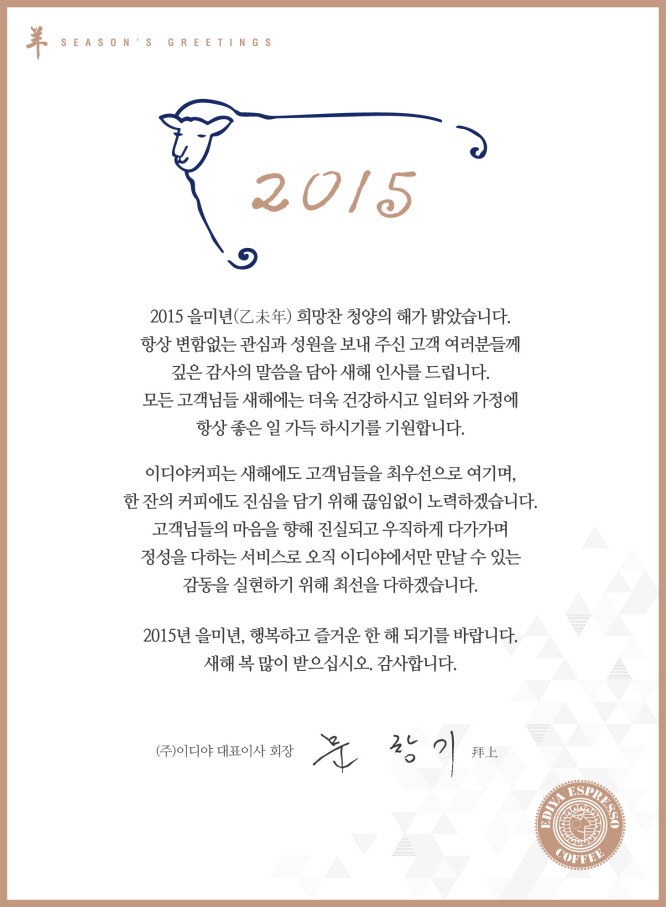 羊 SEASON'S GREETINGS
2015
2015 을미년(乙未年) 희망찬 청양의 해가 밝았습니다.
항상 변함없는 관심과 성원을 보내 주신 고객 여러분들께
깊은 감사의 말씀을 담아 새해 인사를 드립니다.
모든 고객님들 새해에는 더욱 건강하시고 일터와 가정에
항상 좋은 일 가득 하시기를 기원합니다.
이디야커피는 새해에도 고객님들을 최우선으로 여기며,
한 잔의 커피에도 진심을 담기 위해 끊임없이 노력하겠습니다.
고객님들의 마음을 향해 진실되고 우직하게 다가가며
정성을 다하는 서비스로 오직 이디야에서만 만날 수 있는
감동을 실현하기 위해 최선을 다하겠습니다.
2015년 을미년, 행복하고 즐거운 한 해 되기를 바랍니다.
새해 복 많이 받으십시오. 감사합니다.
(주)이디야 대표이사 회장 문 창 기 拜上
EDIYA ESPRESSO
COFFEE